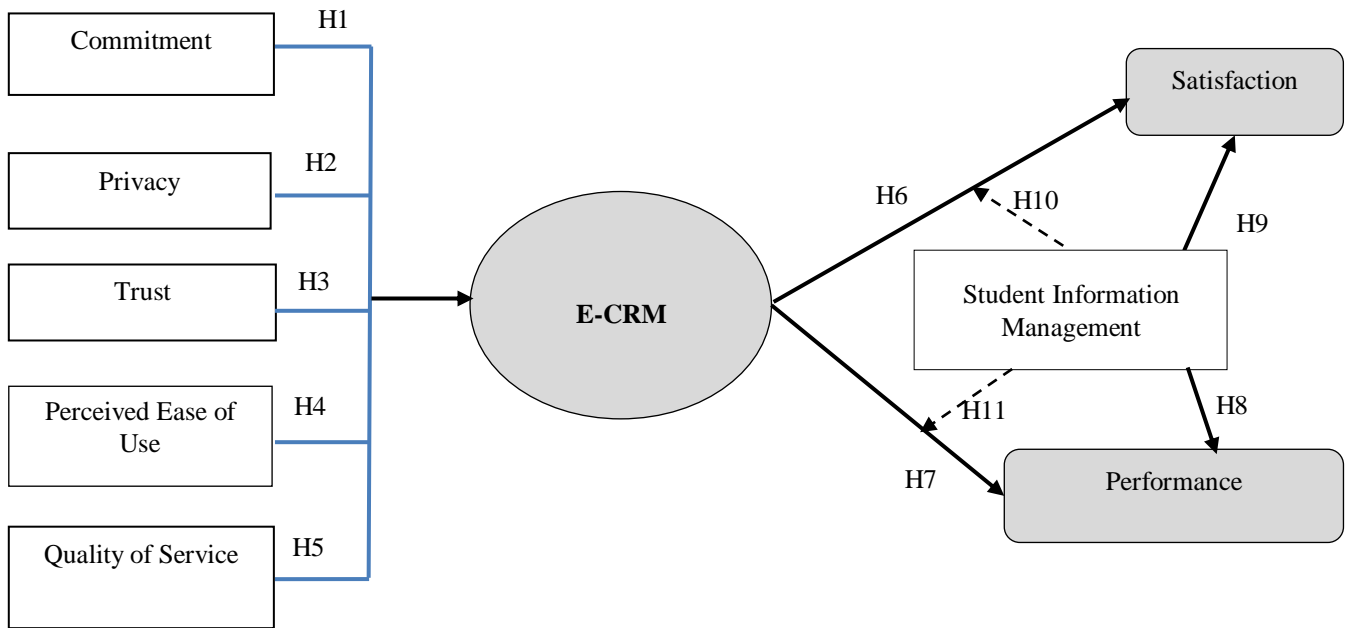 Commitment
H1
Privacy
H2
Trust
H3
Perceived Ease of
Use
H4
Quality of Service
H5
E-CRM
H6
H10
Satisfaction
H9
Student Information
Management
H11
H8
H7
Performance